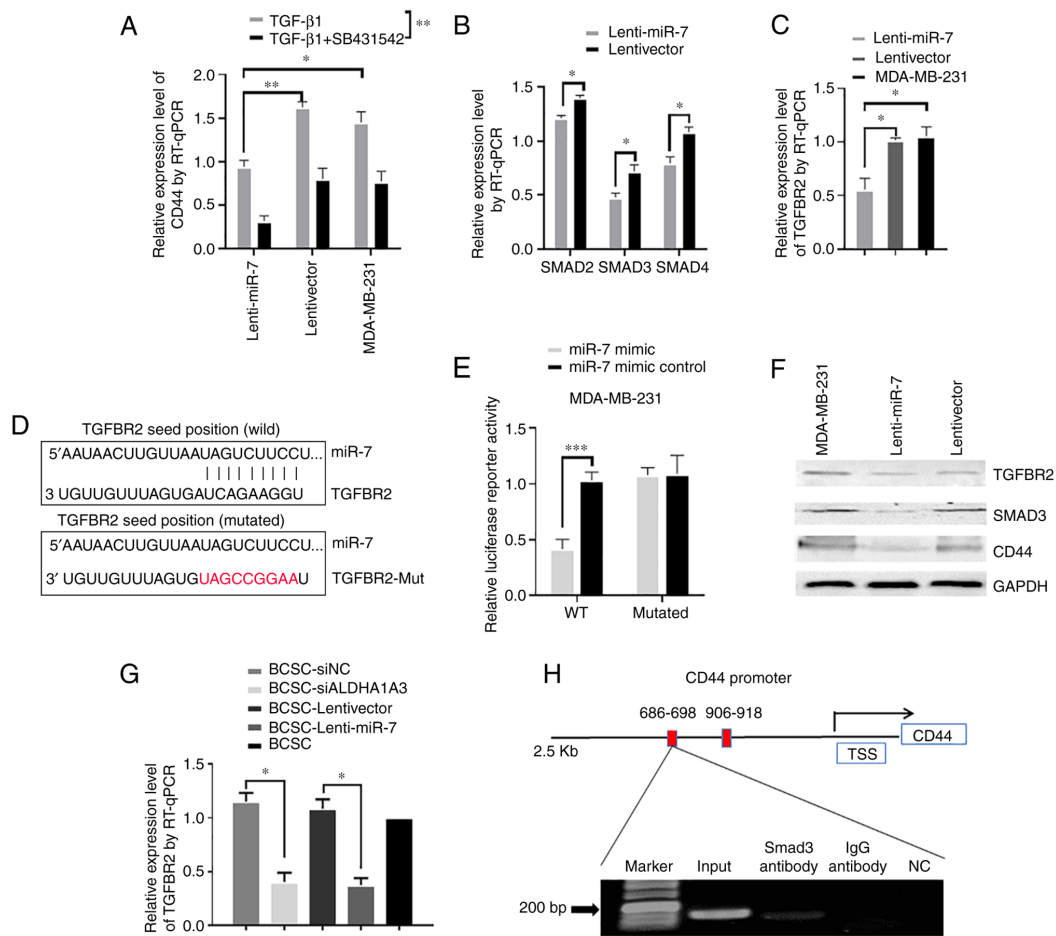 A
TGF-β1
TGF-β1+SB431542
**
Relative expression level of
CD44 by RT-qPCR
2.0
1.5
1.0
0.5
0.0
*
**
Lenti-miR-7
Lentivector
MDA-MB-231
B
Lenti-miR-7
Lentivector
Relative expression level
by RT-qPCR
1.5
1.0
0.5
0.0
*
*
*
SMAD2 SMAD3 SMAD4
C
Lenti-miR-7
Lentivector
MDA-MB-231
Relative expression level
of TGFBR2 by RT-qPCR
1.5
1.0
0.5
0.0
*
*
D
TGFBR2 seed position (wild)
5′AAUAACUUGUUAAUAGUCUUCCU... miR-7
3 UGUUGUUUAGUGAUCAGAAGGU TGFBR2
TGFBR2 seed position (mutated)
5′AAUAACUUGUUAAUAGUCUUCCU... miR-7
3′ UGUUGUUUAGUGUAGCCGGAAU TGFBR2-Mut
E
miR-7 mimic
miR-7 mimic control
MDA-MB-231
Relative luciferase reporter activity
1.5
1.0
0.5
0.0
***
WT Mutated
F
MDA-MB-231
Lenti-miR-7
Lentivector
TGFBR2
SMAD3
CD44
GAPDH
G
BCSC-siNC
BCSC-siALDHA1A3
BCSC-Lentivector
BCSC-Lenti-miR-7
BCSC
Relative expression level
of TGFBR2 by RT-qPCR
1.5
1.0
0.5
0.0
*
*
H
CD44 promoter
686-698 906-918
2.5 Kb
TSS
CD44
Marker Input Smad3 antibody IgG antibody NC
200 bp